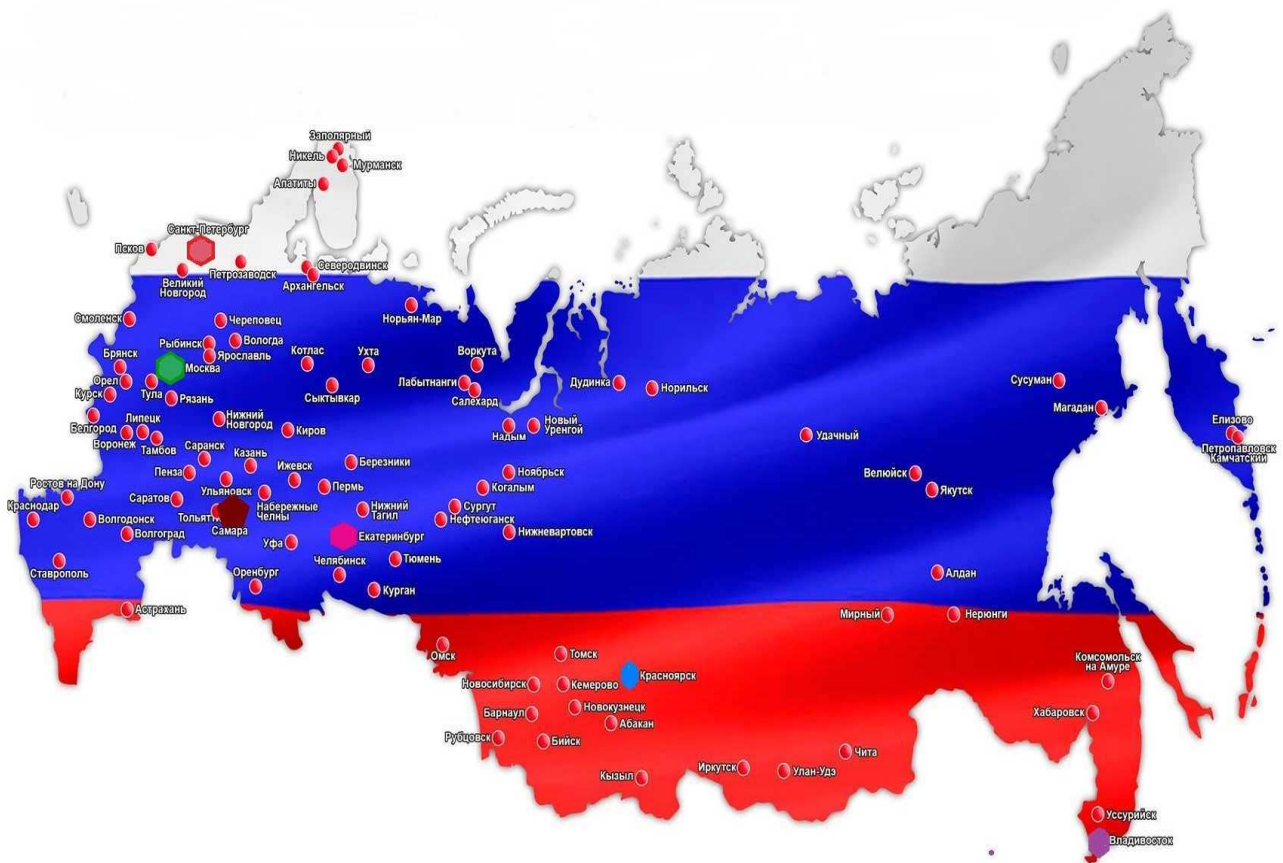 Заполярный
Никель
Мурманск
Апатиты
Санкт-Петербург
Псков
Петрозаводск
Северодвинск
Великий
Новгород
Архангельск
Норьян-Мар
Смоленск
Череповец
Рыбинск
Вологда
Ярославль
Котлас
Ухта
Воркута
Брянск
Москва
Орел
Тула
Лабытнанги
Дудинка
Норильск
Сусуман
Курск
Рязань
Сыктывкар
Салехард
Магадан
Белгород
Липецк
Нижний
Новгород
Киров
Надым
Новый
Уренгой
Удачный
Елизово
Воронеж
Тамбов
Петропавловск
Камчатский
Саранск
Казань
Березники
Пенза
Ижевск
Ноябрьск
Велюйск
Ростов на Дону
Ульяновск
Пермь
Когалым
Якутск
Краснодар
Саратов
Набережные
Челны
Нижний
Тагил
Сургут
Волгодонск
Тольятти
Нефтеюганск
Волгоград
Самара
Екатеринбург
Нижневартовск
Уфа
Челябинск
Тюмень
Ставрополь
Оренбург
Курган
Алдан
Астрахань
Мирный
Нерюнги
Омск
Томск
Комсомольск
на Амуре
Новосибирск
Кемерово
Красноярск
Барнаул
Новокузнецк
Абакан
Хабаровск
Рубцовск
Бийск
Чита
Кызыл
Иркутск
Улан-Удэ
Уссурийск
Владивосток